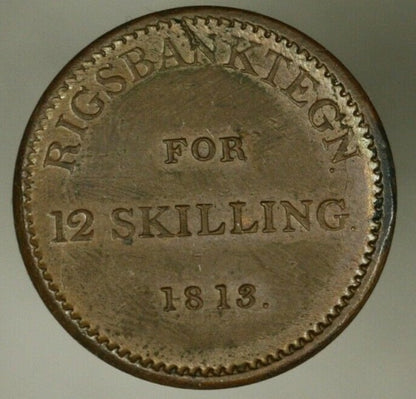 RIGSBANKTEGN.
FOR
12 SKILLING.
1813.